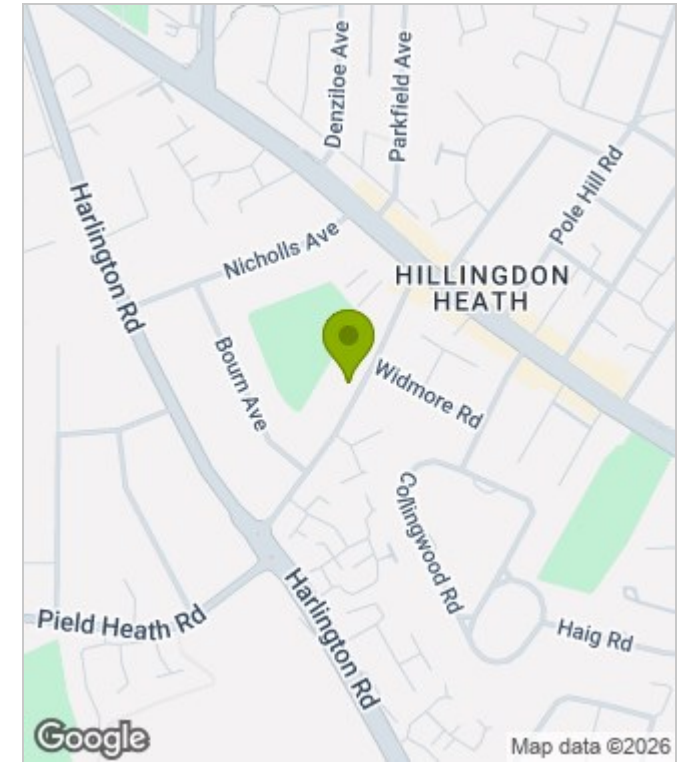 Denziloe Ave
Parkfield Ave
Pole Hill Rd
Harlington Rd
Nicholls Ave
HILLINGDON
HEATH
Bourn Ave
Widmore Rd
Collingwood Rd
Pield Heath Rd
Harlington Rd
Haig Rd
Google
Map data ©2026